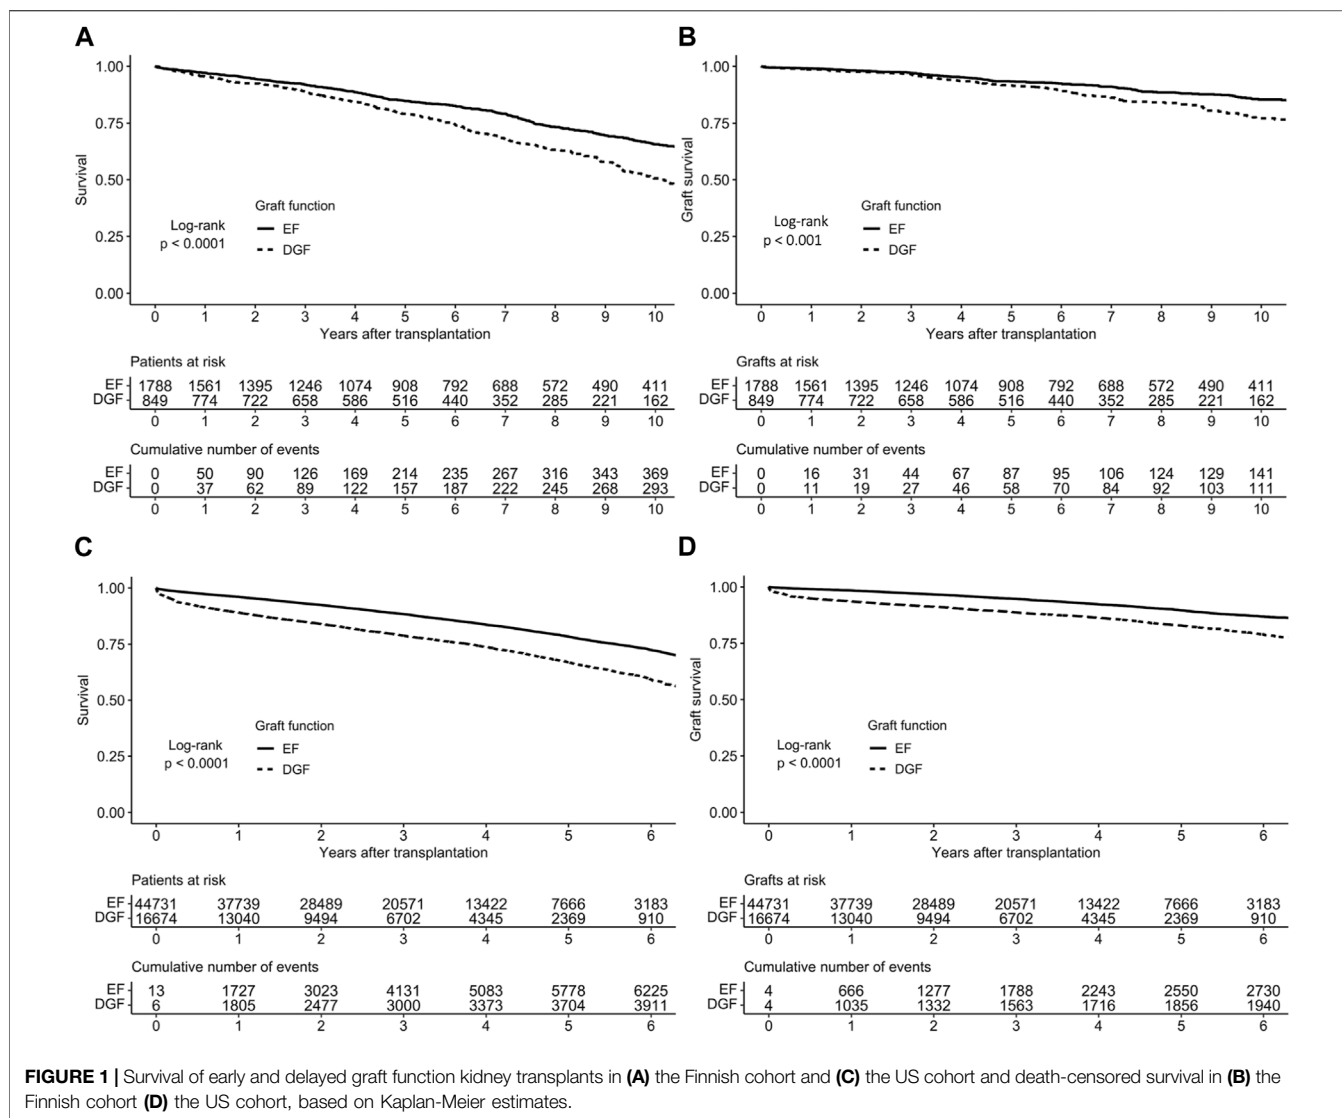 A
1.00
0.75
0.50
0.25
0.00
Survival
Graft function
Log-rank
p < 0.0001
EF
DGF
0 1 2 3 4 5 6 7 8 9 10
Years after transplantation
Patients at risk
EF 1788 1561 1395 1246 1074 908 792 688 572 490 411
DGF 849 774 722 658 586 516 440 352 285 221 162
0 1 2 3 4 5 6 7 8 9 10
Cumulative number of events
EF 0 50 90 126 169 214 235 267 316 343 369
DGF 0 37 62 89 122 157 187 222 245 268 293
0 1 2 3 4 5 6 7 8 9 10
B
1.00
0.75
0.50
0.25
0.00
Graft survival
Graft function
Log-rank
p < 0.001
EF
DGF
0 1 2 3 4 5 6 7 8 9 10
Years after transplantation
Grafts at risk
EF 1788 1561 1395 1246 1074 908 792 688 572 490 411
DGF 849 774 722 658 586 516 440 352 285 221 162
0 1 2 3 4 5 6 7 8 9 10
Cumulative number of events
EF 0 16 31 44 67 87 95 106 124 129 141
DGF 0 11 19 27 46 58 70 84 92 103 111
0 1 2 3 4 5 6 7 8 9 10
C
1.00
0.75
0.50
0.25
0.00
Survival
Graft function
Log-rank
p < 0.0001
EF
DGF
0 1 2 3 4 5 6
Years after transplantation
Patients at risk
EF 44731 37739 28489 20571 13422 7666 3183
DGF 16674 13040 9494 6702 4345 2369 910
0 1 2 3 4 5 6
Cumulative number of events
EF 13 1727 3023 4131 5083 5778 6225
DGF 6 1805 2477 3000 3373 3704 3911
0 1 2 3 4 5 6
D
1.00
0.75
0.50
0.25
0.00
Graft survival
Graft function
Log-rank
p < 0.0001
EF
DGF
0 1 2 3 4 5 6
Years after transplantation
Grafts at risk
EF 44731 37739 28489 20571 13422 7666 3183
DGF 16674 13040 9494 6702 4345 2369 910
0 1 2 3 4 5 6
Cumulative number of events
EF 4 666 1277 1788 2243 2550 2730
DGF 4 1035 1332 1563 1716 1856 1940
0 1 2 3 4 5 6
FIGURE 1 | Survival of early and delayed graft function kidney transplants in (A) the Finnish cohort and (C) the US cohort and death-censored survival in (B) the
Finnish cohort (D) the US cohort, based on Kaplan-Meier estimates.